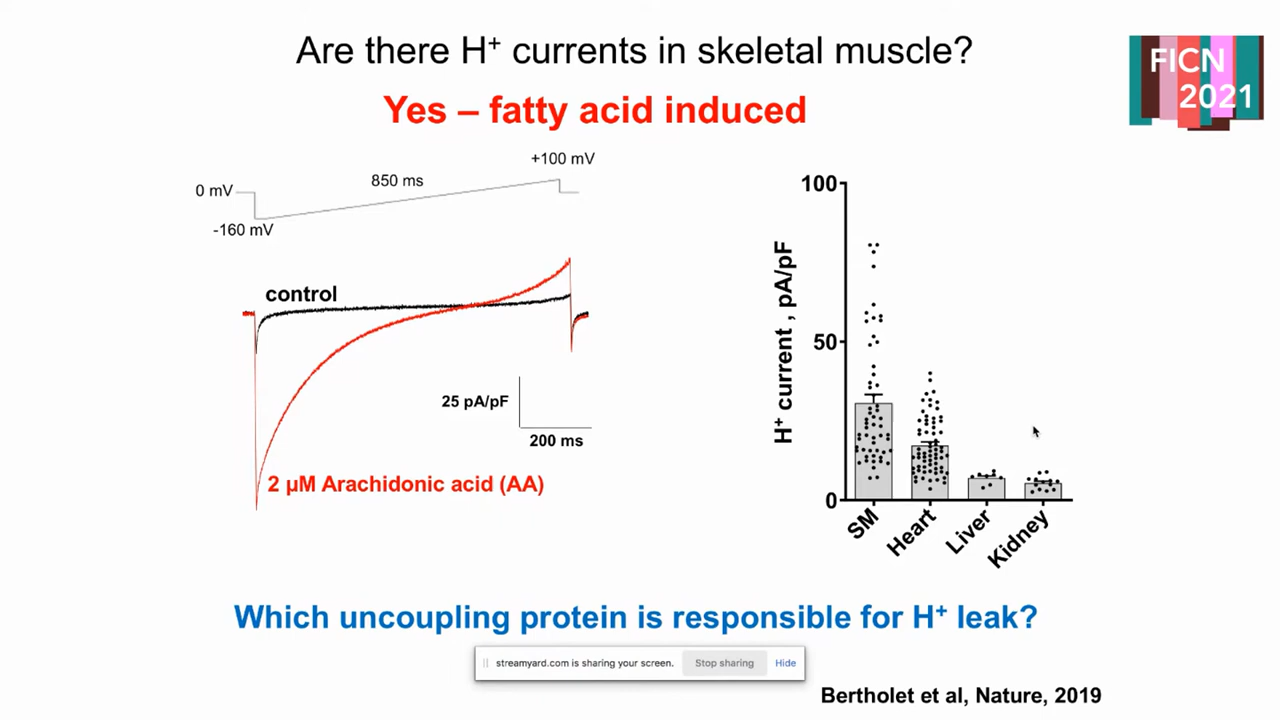 Are there H⁺ currents in skeletal muscle?
Yes – fatty acid induced
FICN
2021
+100 mV
850 ms
0 mV
-160 mV
control
25 pA/pF
200 ms
2 µM Arachidonic acid (AA)
H⁺ current , pA/pF
100
50
0
SM
Heart
Liver
Kidney
Which uncoupling protein is responsible for H⁺ leak?
streamyard.com is sharing your screen. Stop sharing Hide
Bertholet et al, Nature, 2019